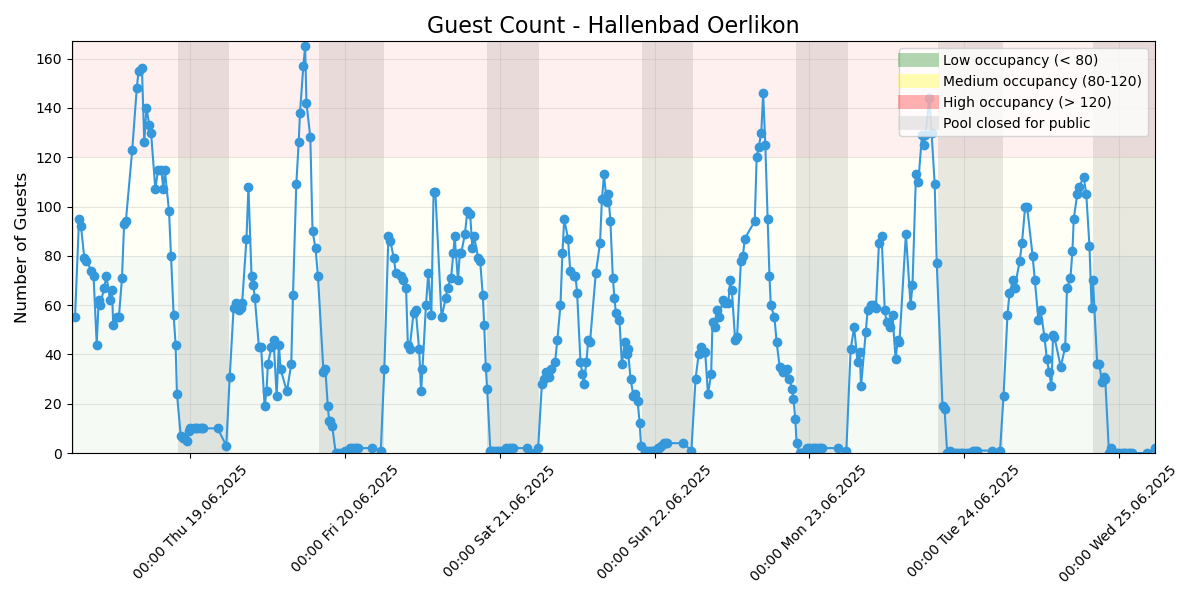 Guest Count - Hallenbad Oerlikon
Number of Guests
160
140
120
100
80
60
40
20
0
Low occupancy (< 80)
Medium occupancy (80-120)
High occupancy (> 120)
Pool closed for public
00:00 Thu 19.06.2025
00:00 Fri 20.06.2025
00:00 Sat 21.06.2025
00:00 Sun 22.06.2025
00:00 Mon 23.06.2025
00:00 Tue 24.06.2025
00:00 Wed 25.06.2025